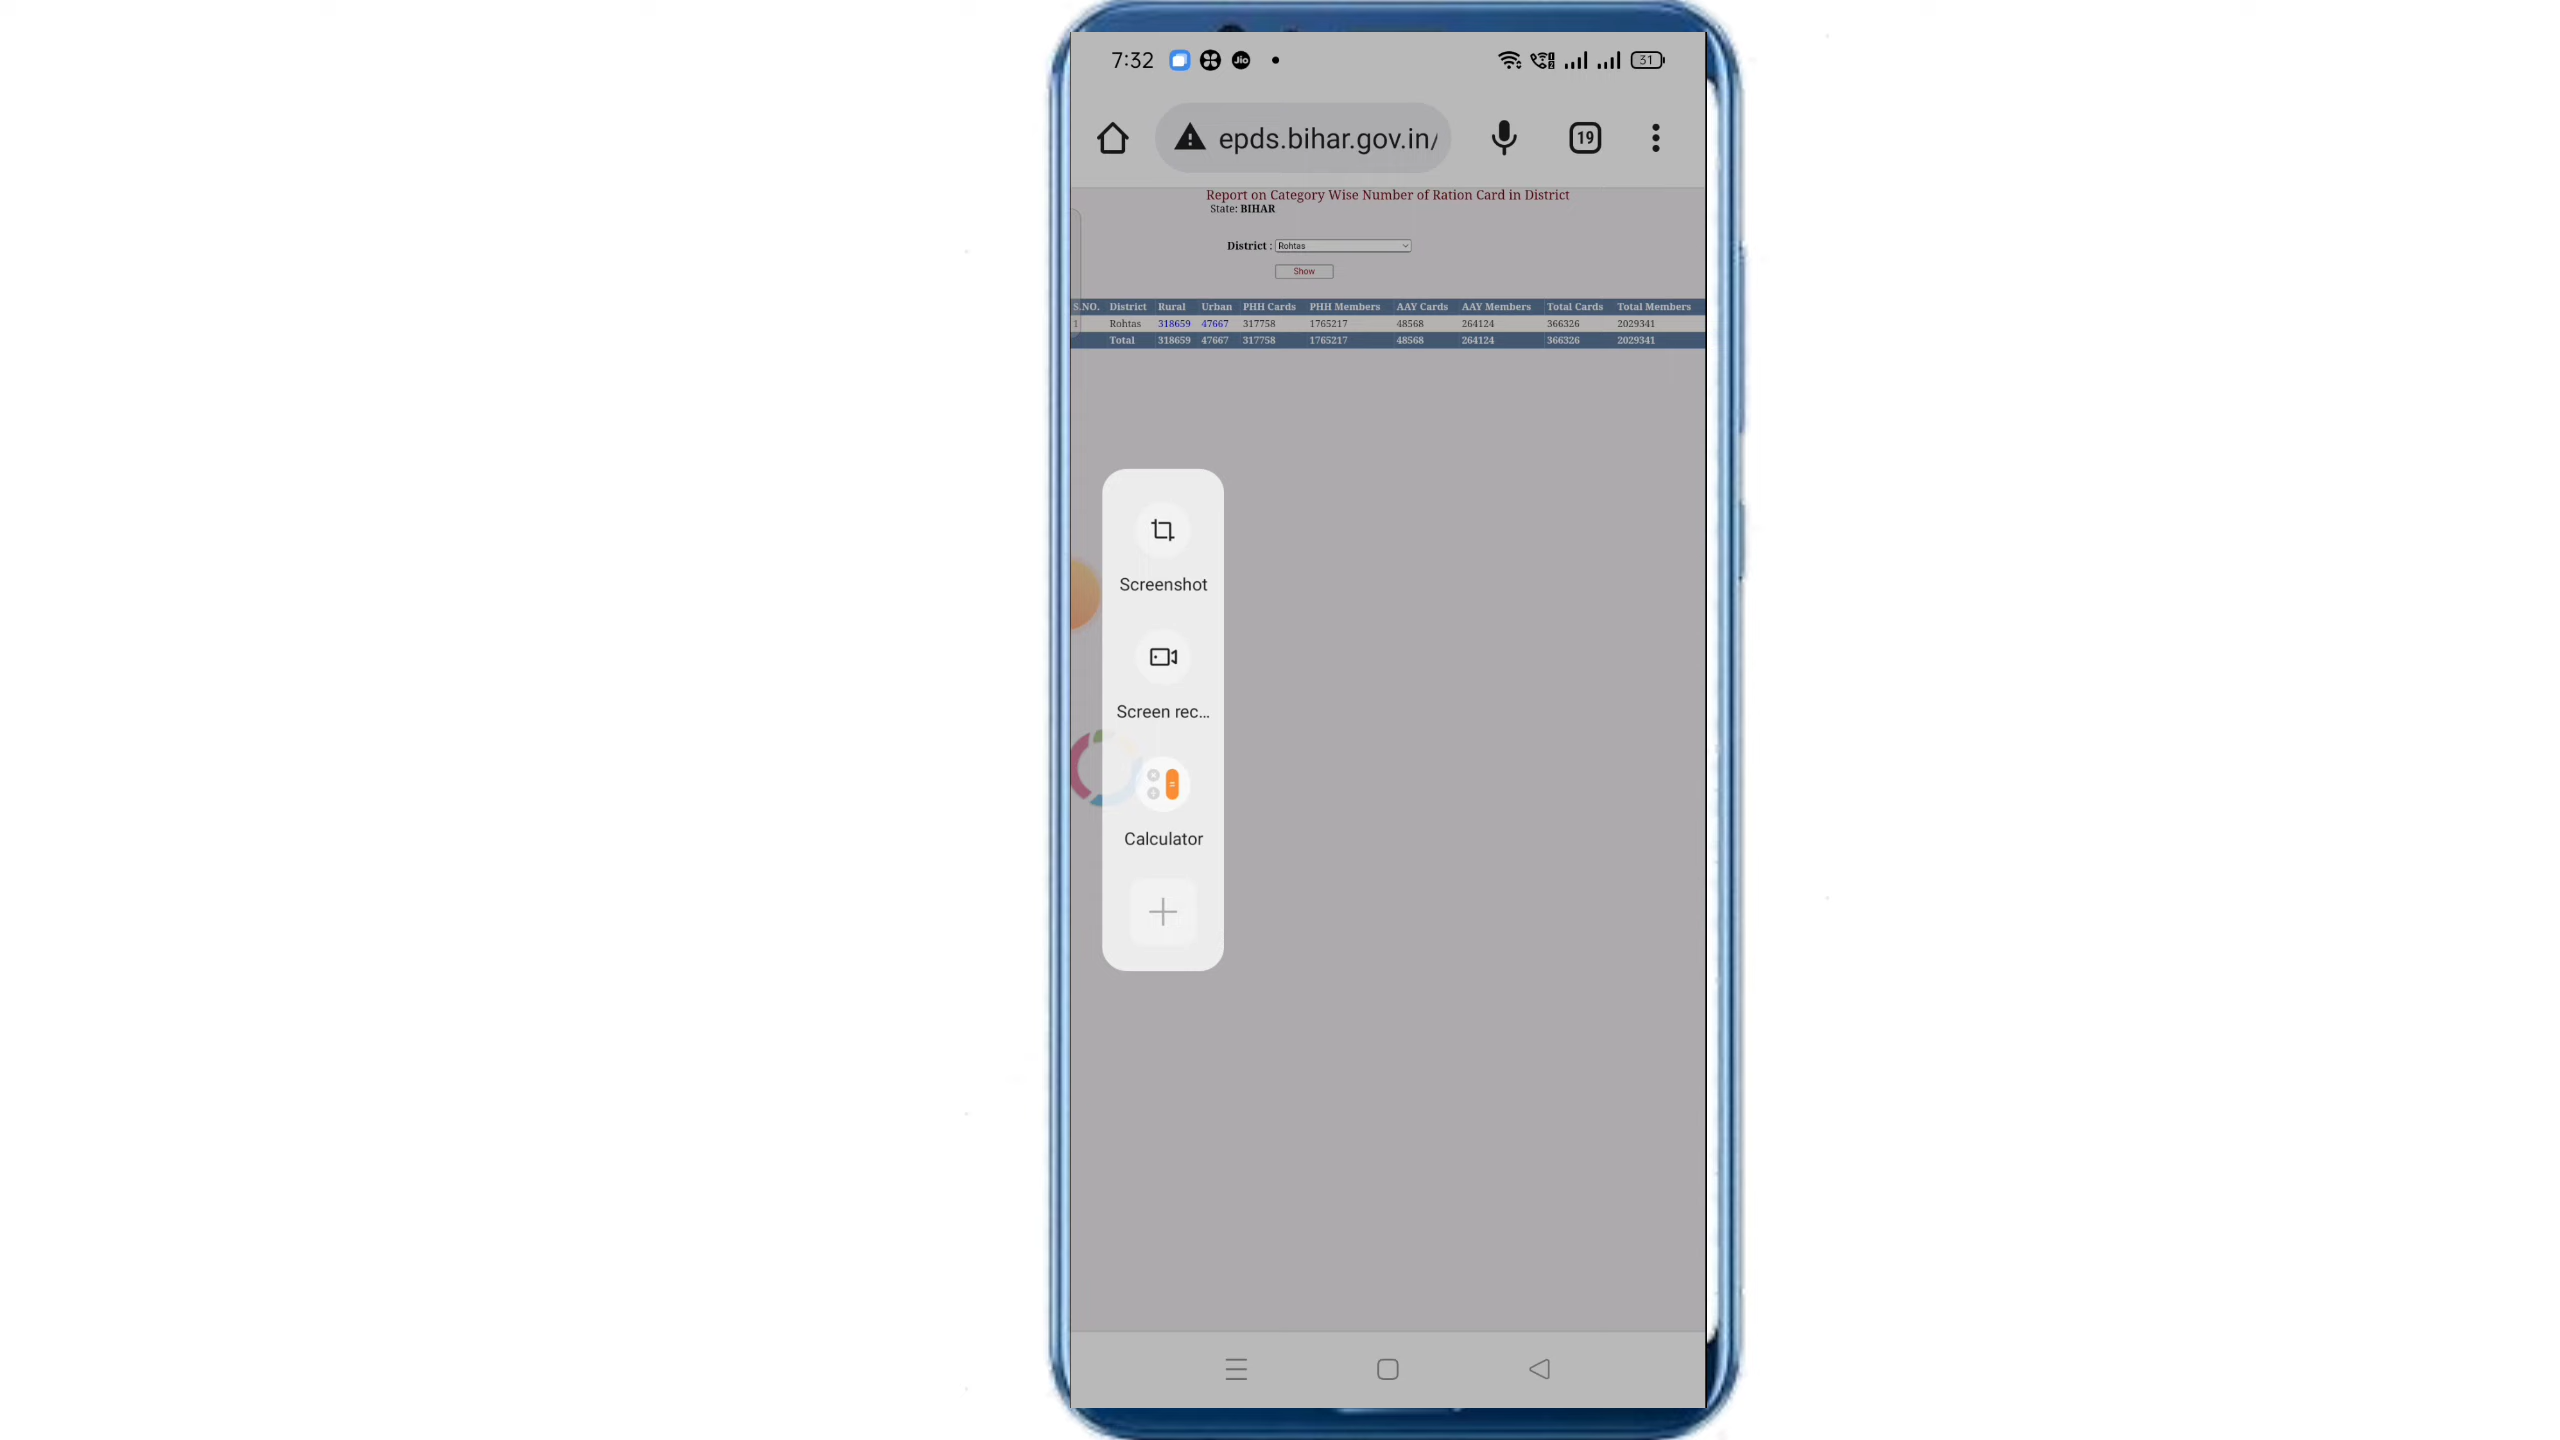 7:32 Jio 31
epds.bihar.gov.in/ 19
Report on Category Wise Number of Ration Card in District
State: BIHAR
District : Rohtas
Show
S.NO. District Rural Urban PHH Cards PHH Members AAY Cards AAY Members Total Cards Total Members
1 Rohtas 318659 47667 317758 1765217 48568 264124 366326 2029341
Total 318659 47667 317758 1765217 48568 264124 366326 2029341
Screenshot
Screen rec...
Calculator